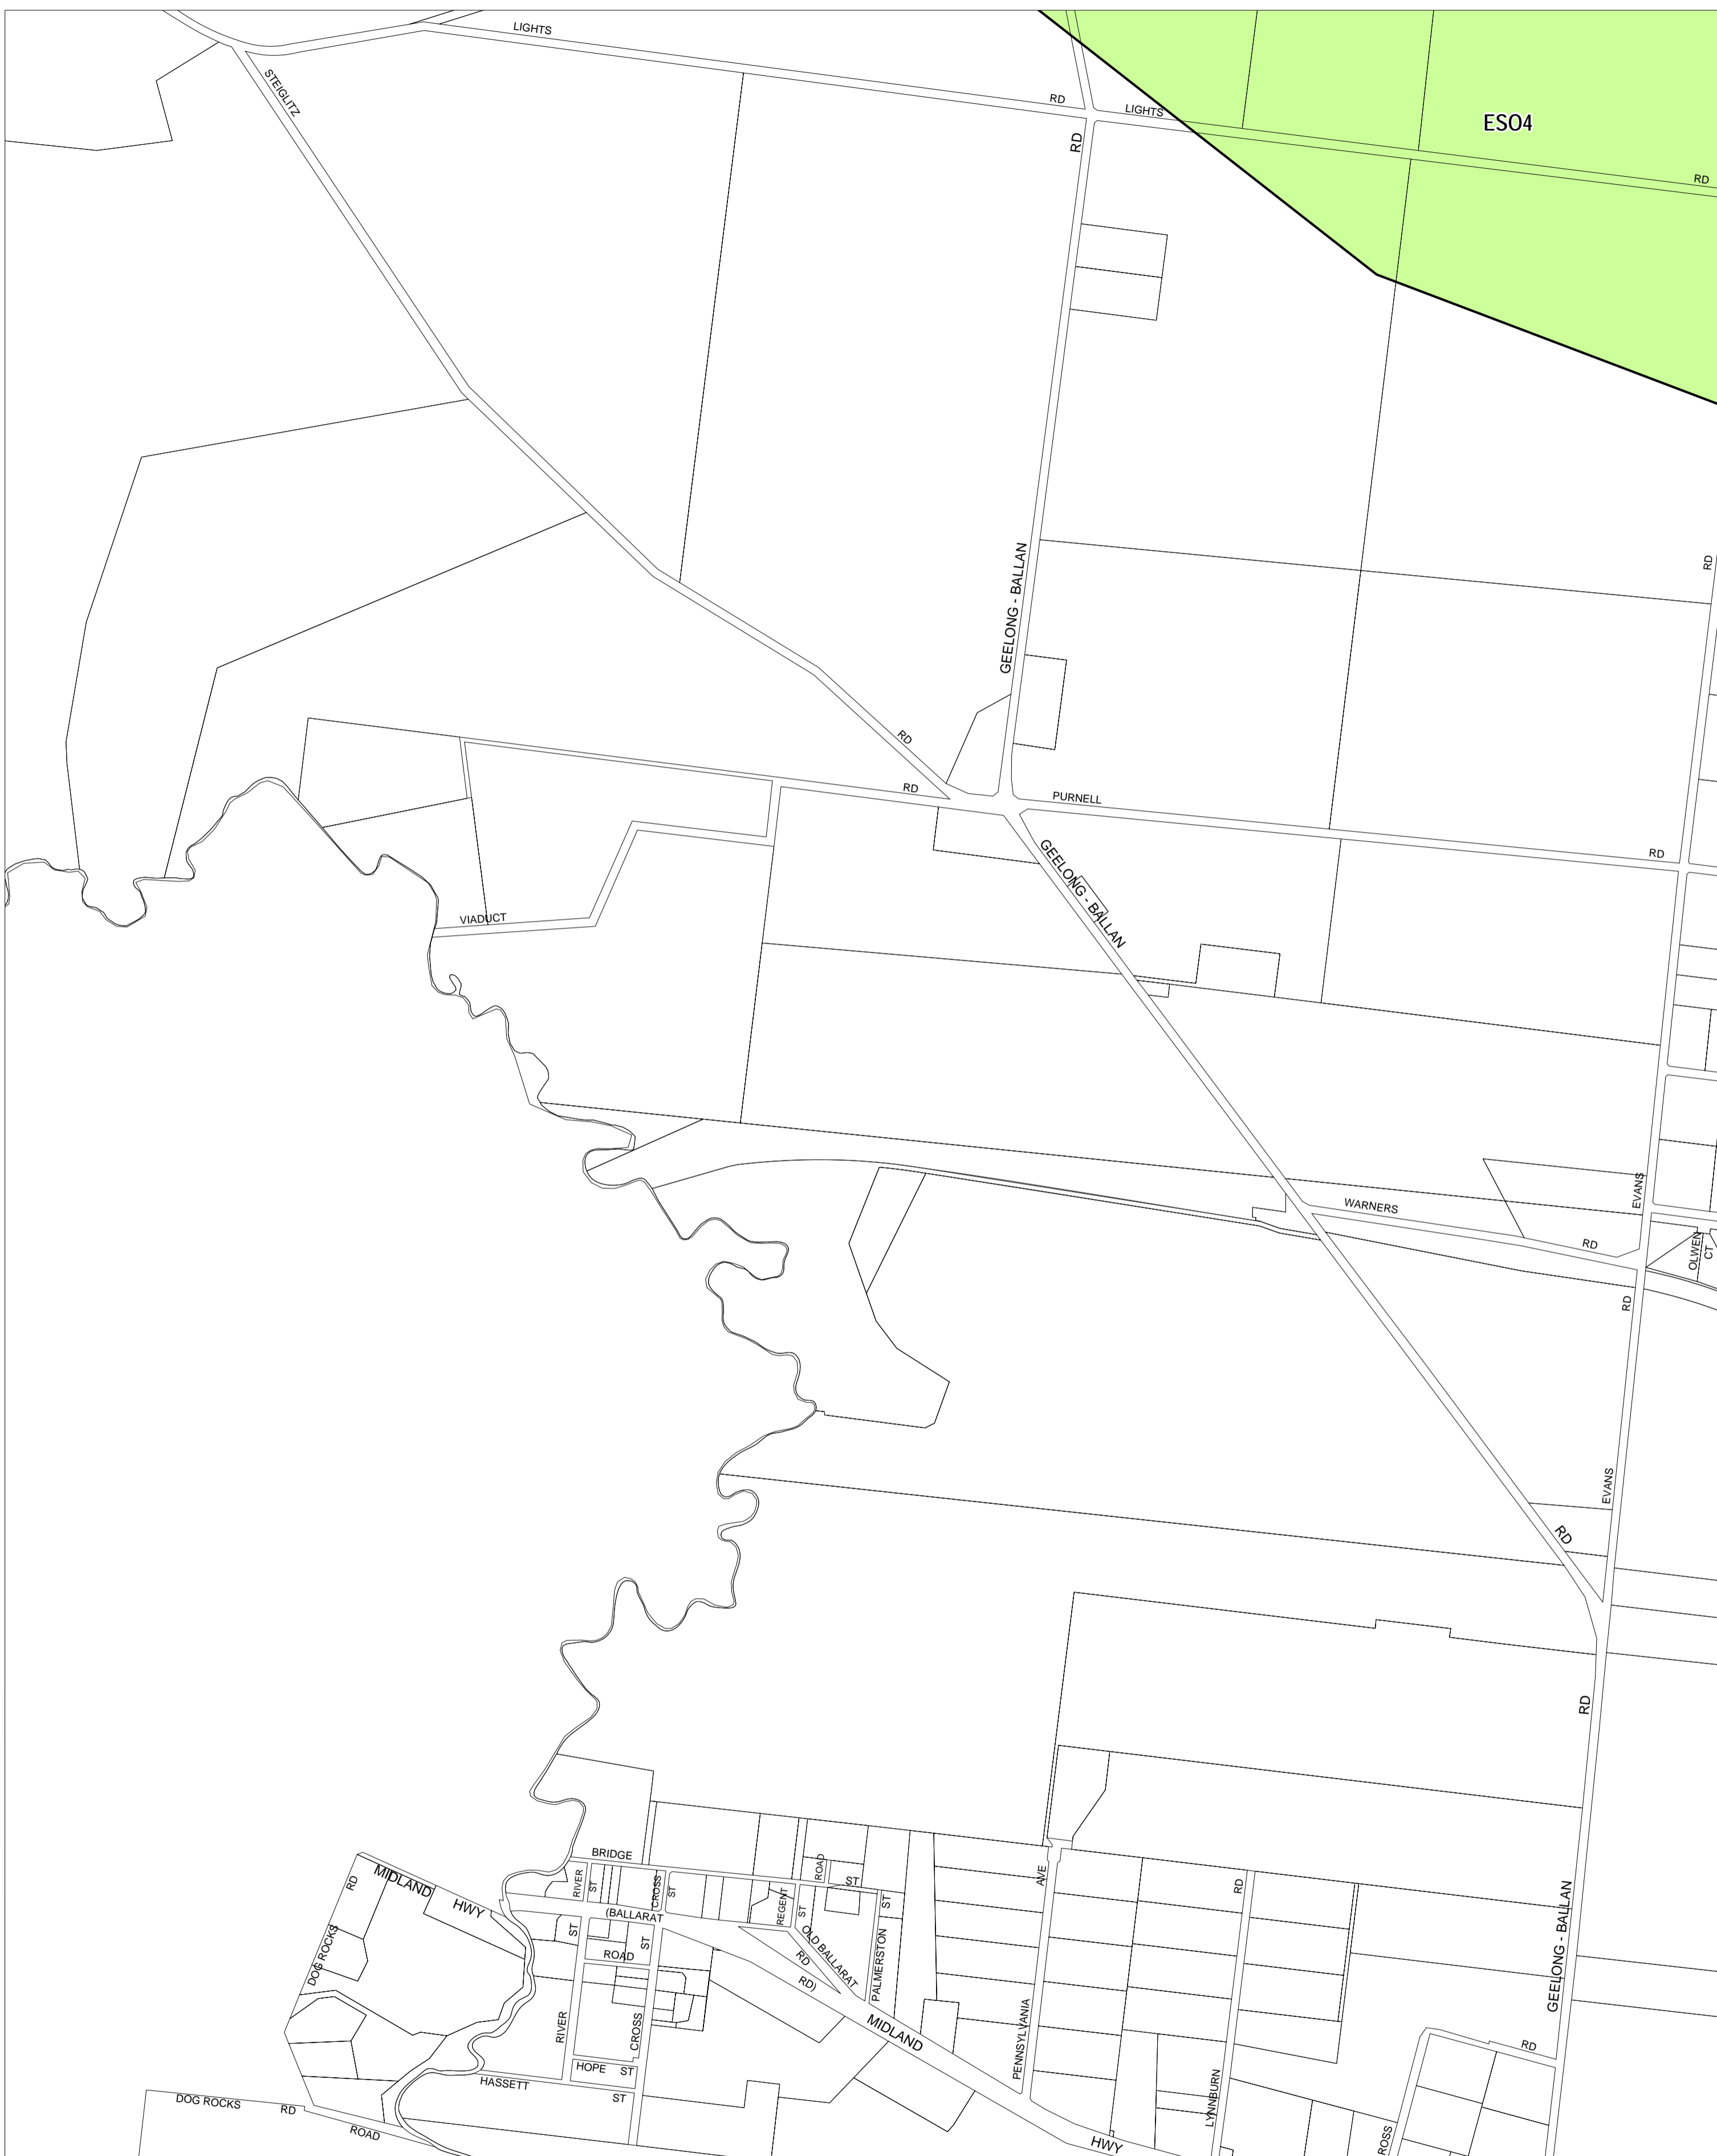 LIGHTS
STEIGLITZ
RD
RD
LIGHTS
ESO4
RD
GEELONG - BALLAN
RD
RD
RD
PURNELL
RD
GEELONG - BALLAN
VIADUCT
EVANS
WARNERS
RD
OLWEN
CT
RD
EVANS
RD
RD
BRIDGE
ROAD
ST
RD
MIDLAND
HWY
RIVER
ST
CROSS
ST
REGENT
ST
ST
AVE
RD
(BALLARAT
ST
ST
ROAD
RD
RD)
OLD BALLARAT
PALMERSTON
DOG ROCKS
GEELONG - BALLAN
RIVER
CROSS
MIDLAND
PENNSYLVANIA
RD
HOPE
ST
HASSETT
ST
LYNNBURN
DOG ROCKS
RD
ROAD
HWY
ROSS